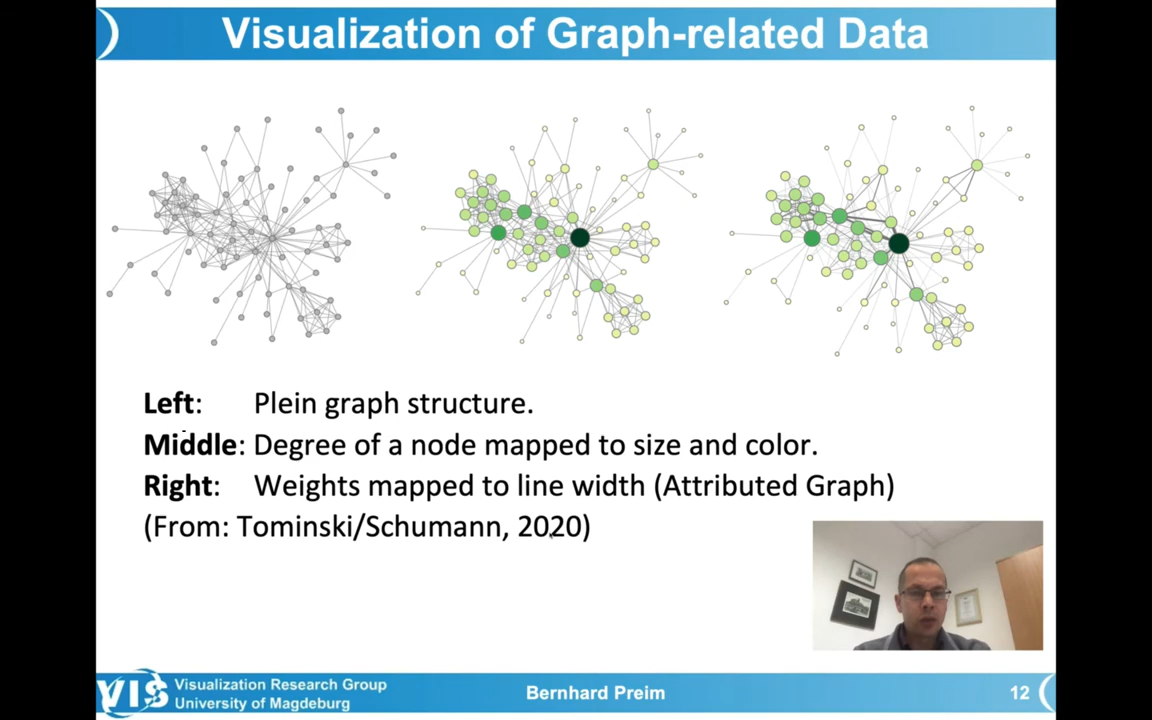 Visualization of Graph-related Data
Left: Plein graph structure.
Middle: Degree of a node mapped to size and color.
Right: Weights mapped to line width (Attributed Graph)
(From: Tominski/Schumann, 2020)
VIS
Visualization Research Group
University of Magdeburg
Bernhard Preim
12